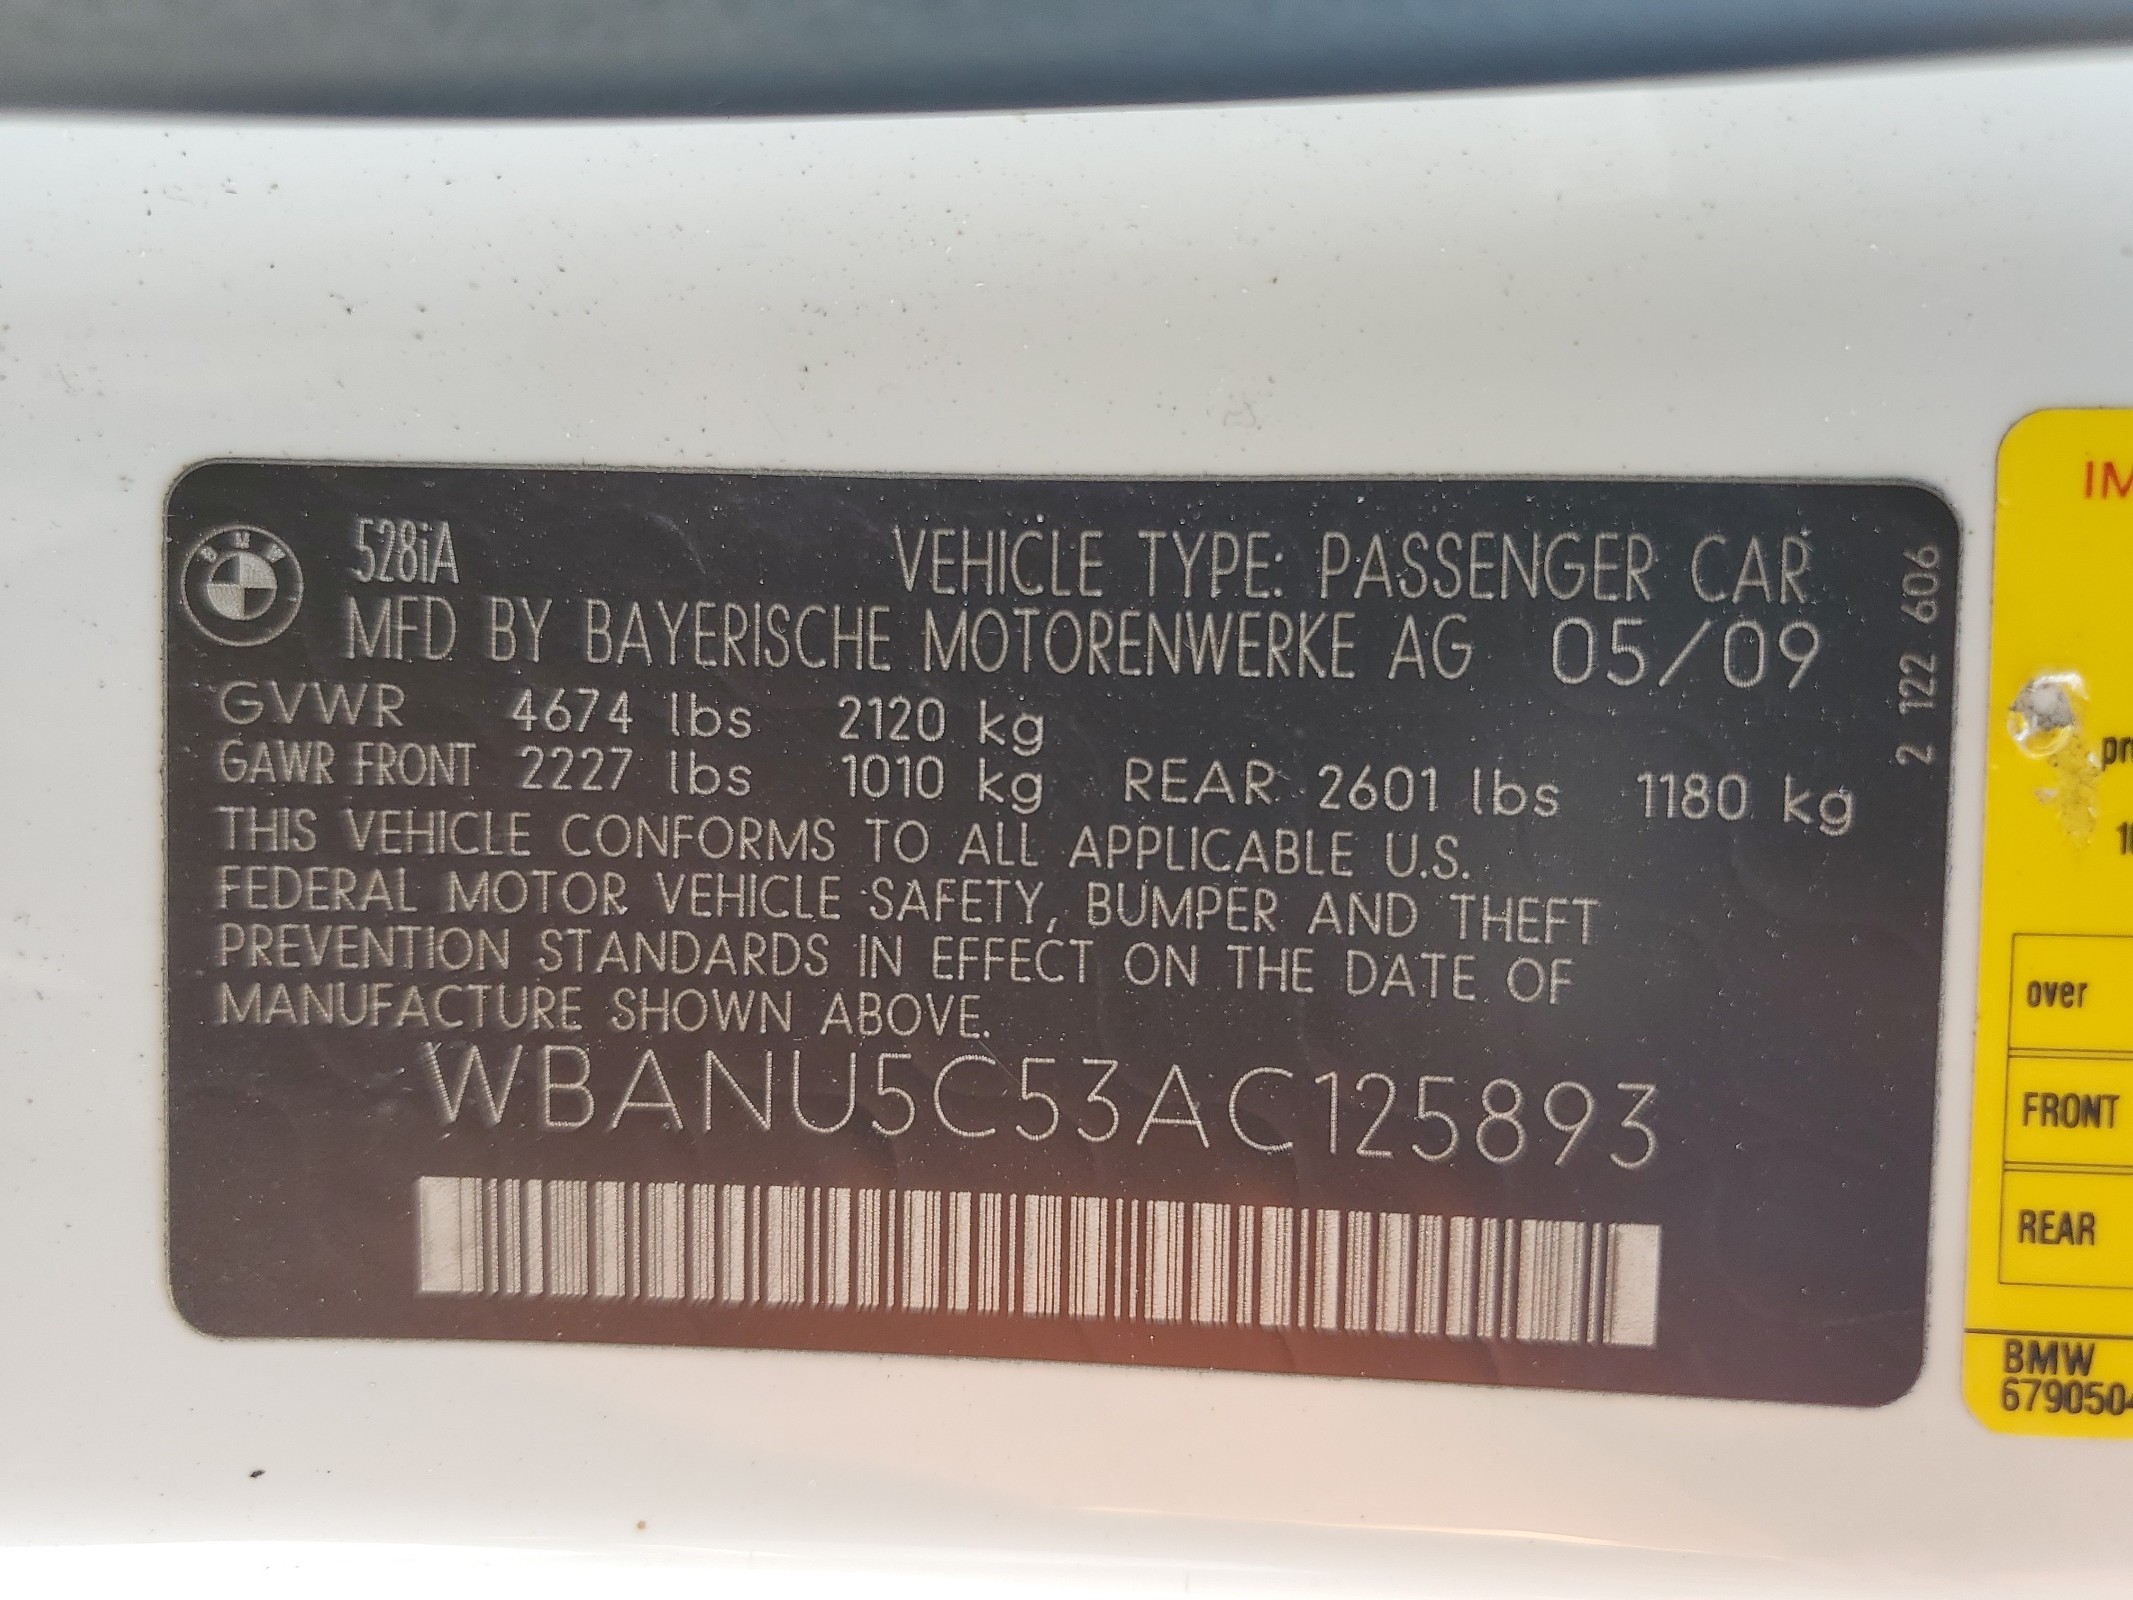 BMW
528iA VEHICLE TYPE: PASSENGER CAR
MFD BY BAYERISCHE MOTORENWERKE AG 05/09
GVWR 4674 lbs 2120 kg
GAWR FRONT 2227 lbs 1010 kg REAR 2601 lbs 1180 kg
THIS VEHICLE CONFORMS TO ALL APPLICABLE U.S.
FEDERAL MOTOR VEHICLE SAFETY, BUMPER AND THEFT
PREVENTION STANDARDS IN EFFECT ON THE DATE OF
MANUFACTURE SHOWN ABOVE.
WBANU5C53AC125893
2 122 606
over
FRONT
REAR
BMW